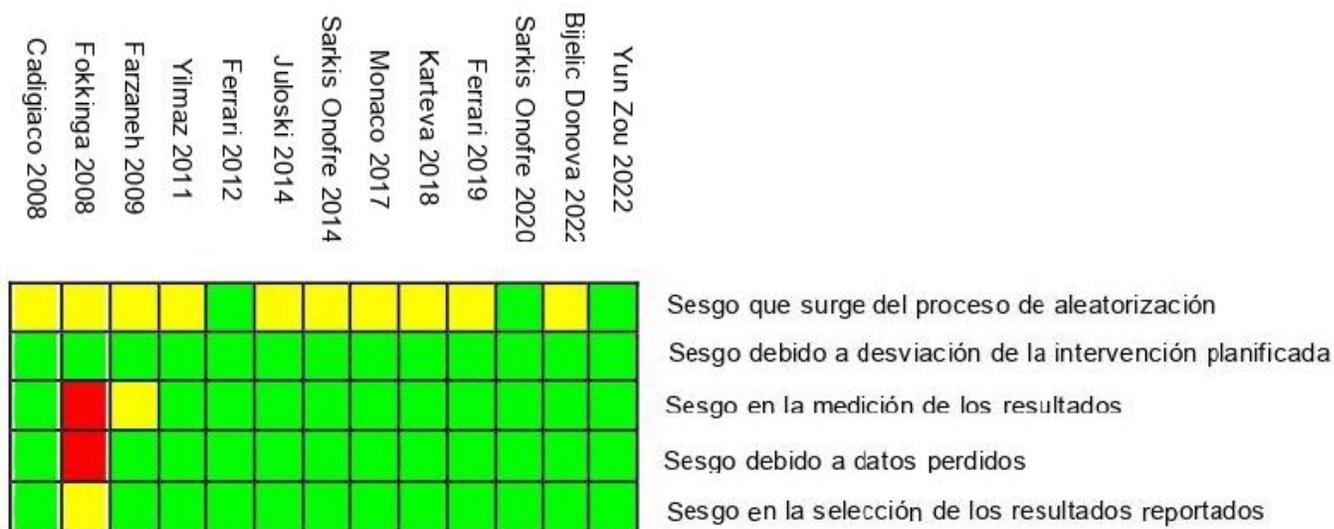 Cadigiaco 2008
Fokkinga 2008
Farzaneh 2009
Yilmaz 2011
Ferrari 2012
Juloski 2014
Sarkis Onofre 2014
Monaco 2017
Karteva 2018
Ferrari 2019
Sarkis Onofre 2020
Bijelic Donova 2022
Yun Zou 2022
Sesgo que surge del proceso de aleatorización
Sesgo debido a desviación de la intervención planificada
Sesgo en la medición de los resultados
Sesgo debido a datos perdidos
Sesgo en la selección de los resultados reportados